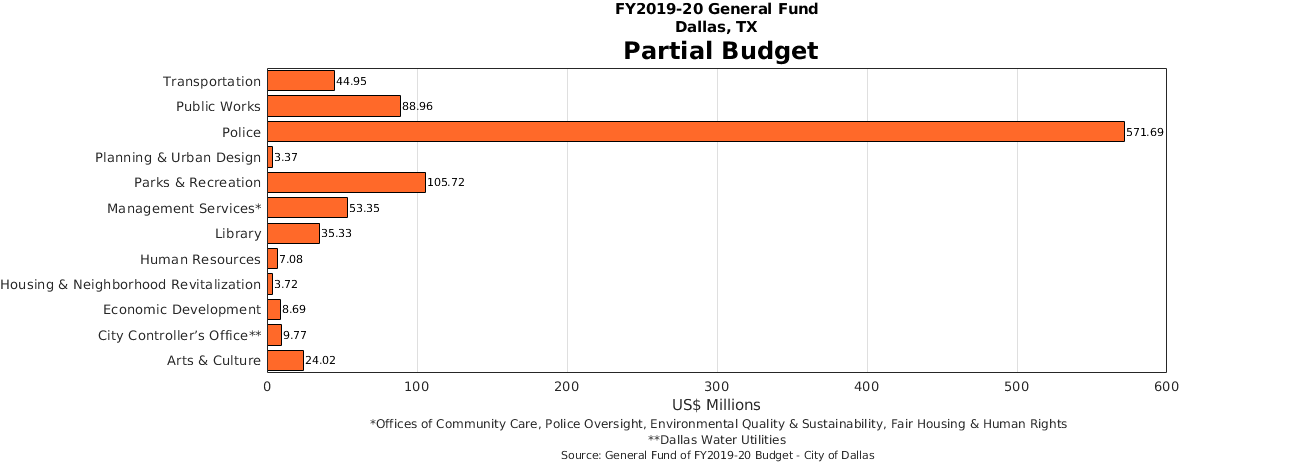 FY2019-20 General Fund
Dallas, TX
Partial Budget
Transportation 44.95
Public Works 88.96
Police 571.69
Planning & Urban Design 3.37
Parks & Recreation 105.72
Management Services* 53.35
Library 35.33
Human Resources 7.08
Housing & Neighborhood Revitalization 3.72
Economic Development 8.69
City Controller’s Office** 9.77
Arts & Culture 24.02
0 100 200 300 400 500 600
US$ Millions
*Offices of Community Care, Police Oversight, Environmental Quality & Sustainability, Fair Housing & Human Rights
**Dallas Water Utilities
Source: General Fund of FY2019-20 Budget - City of Dallas